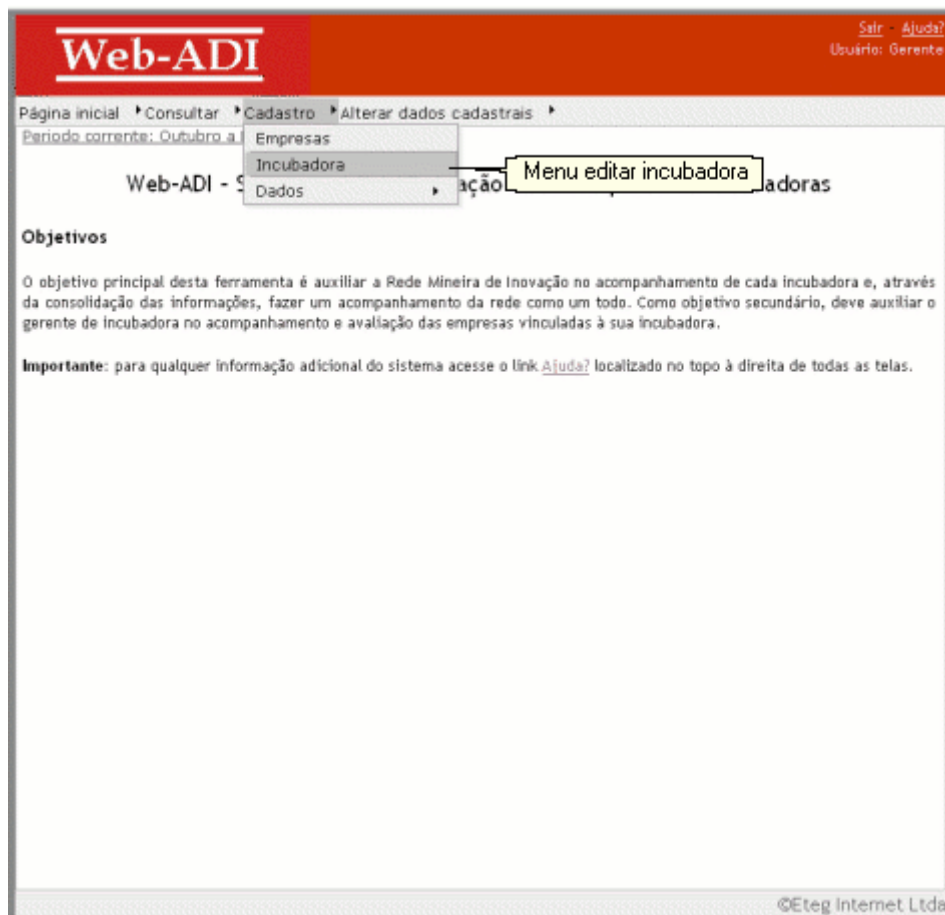 Web-ADI
Sair - Ajuda?
Usuário: Gerente
Página inicial Consultar Cadastro Alterar dados cadastrais
Periodo corrente: Outubro a
Empresas
Incubadora
Menu editar incubadora
Dados
Web-ADI - S ação adoras
Objetivos
O objetivo principal desta ferramenta é auxiliar a Rede Mineira de Inovação no acompanhamento de cada incubadora e, através
da consolidação das informações, fazer um acompanhamento da rede como um todo. Como objetivo secundário, deve auxiliar o
gerente de incubadora no acompanhamento e avaliação das empresas vinculadas à sua incubadora.
Importante: para qualquer informação adicional do sistema acesse o link Ajuda? localizado no topo à direita de todas as telas.
©Eteg Internet Ltda